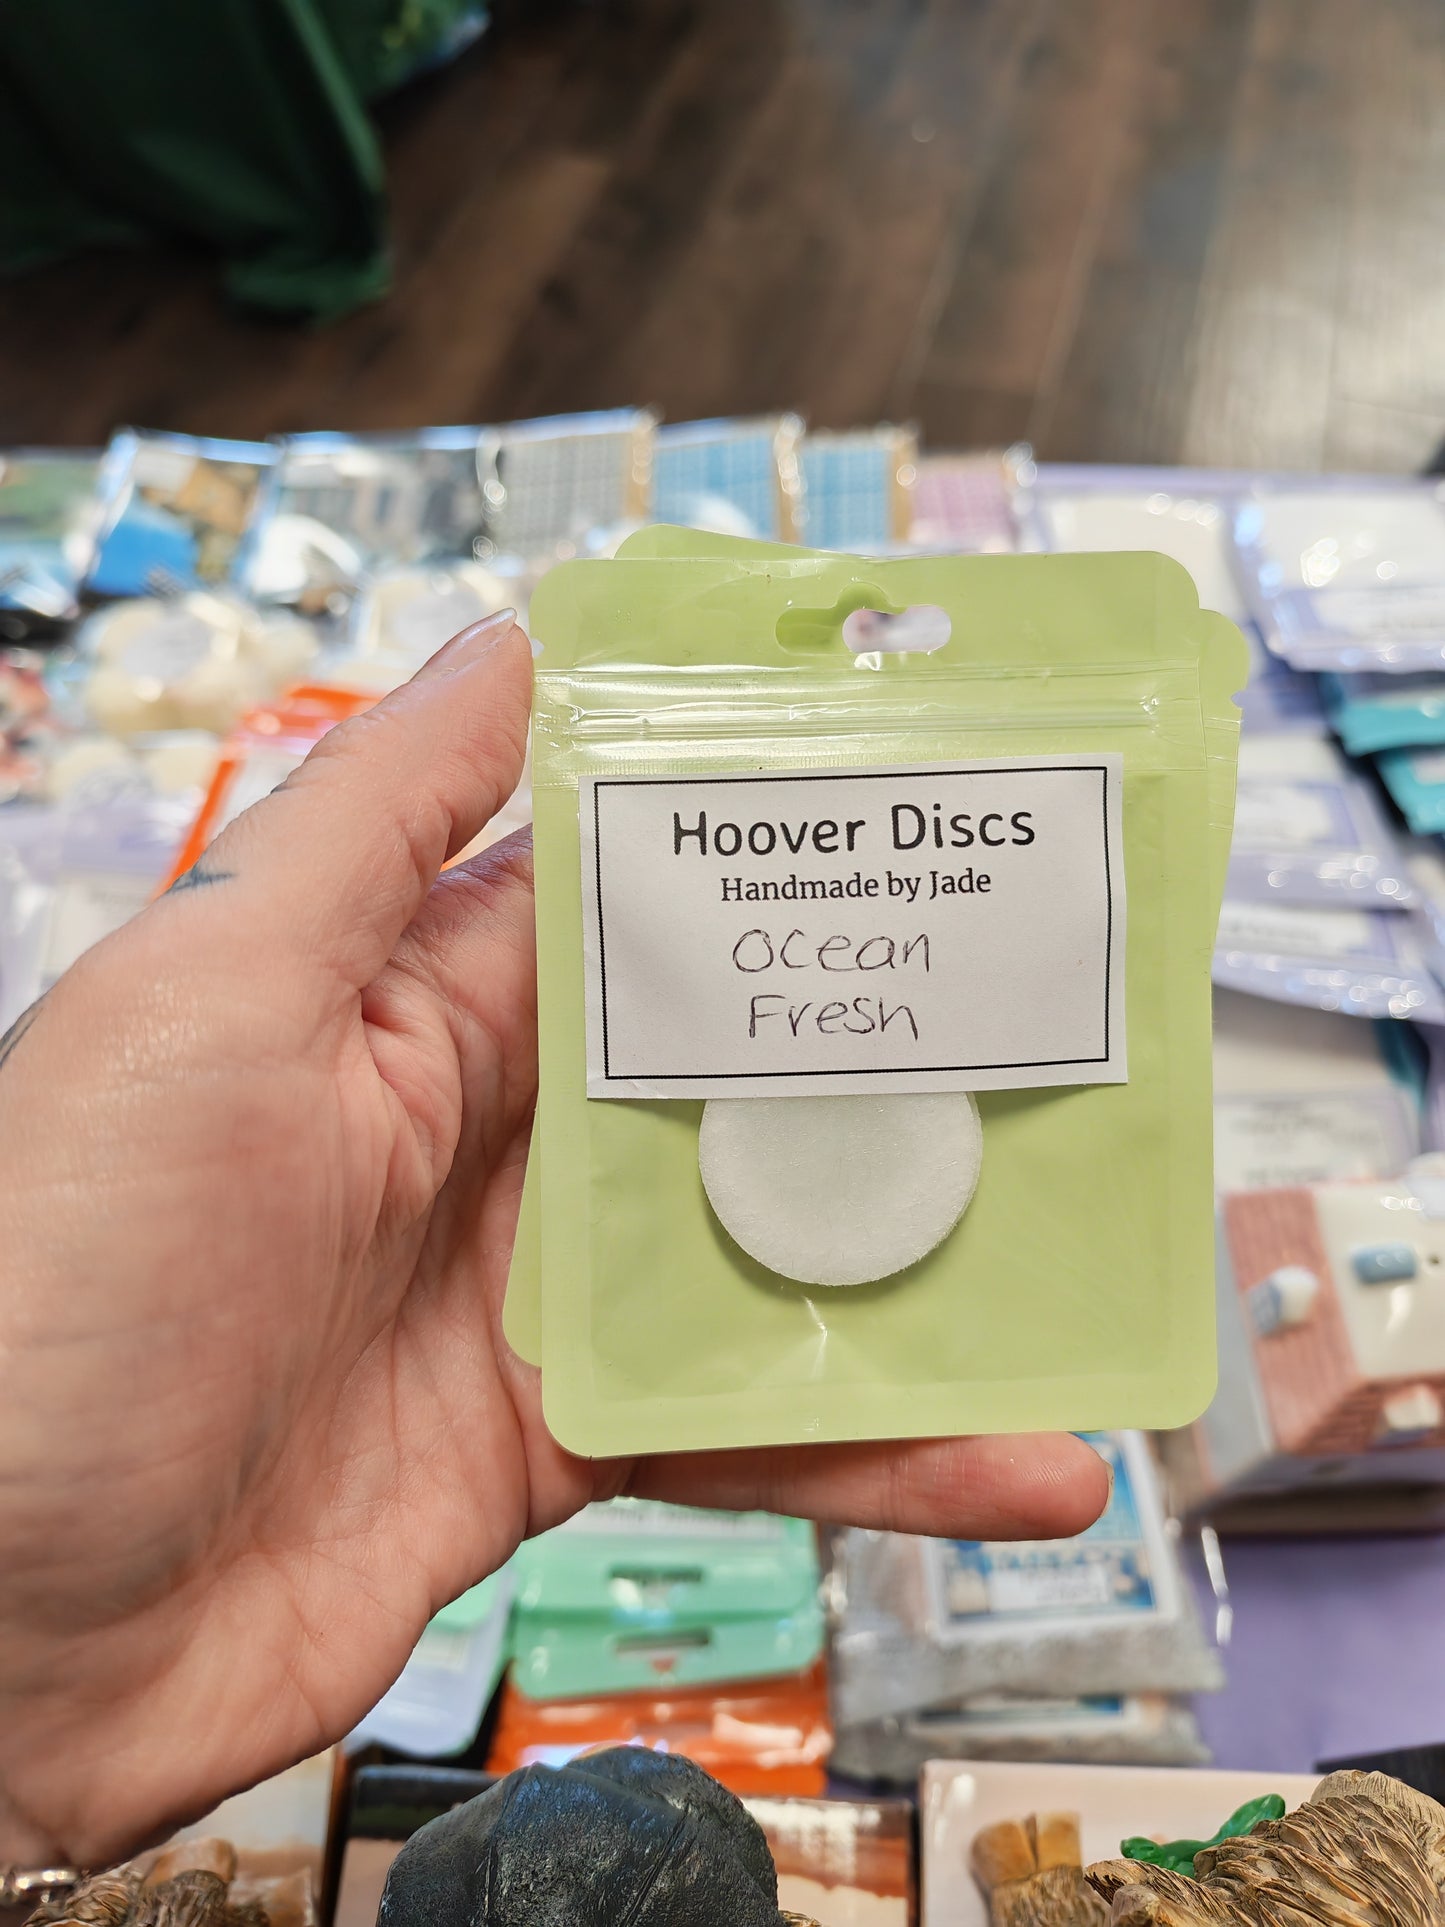 Hoover Discs
Handmade by Jade
Ocean
Fresh